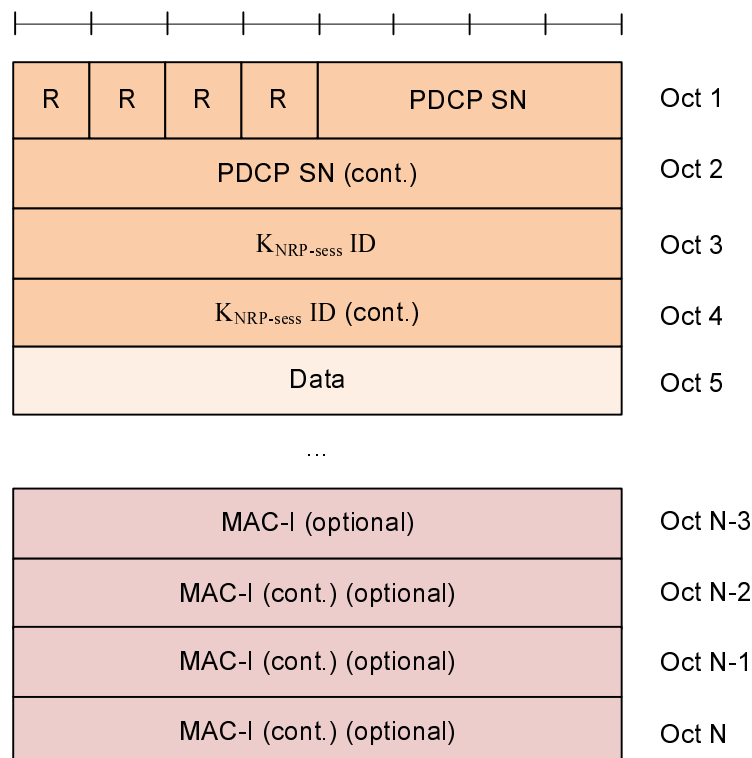 R R R R PDCP SN Oct 1
PDCP SN (cont.) Oct 2
KNRP-sess ID Oct 3
KNRP-sess ID (cont.) Oct 4
Data Oct 5
...
MAC-I (optional) Oct N-3
MAC-I (cont.) (optional) Oct N-2
MAC-I (cont.) (optional) Oct N-1
MAC-I (cont.) (optional) Oct N